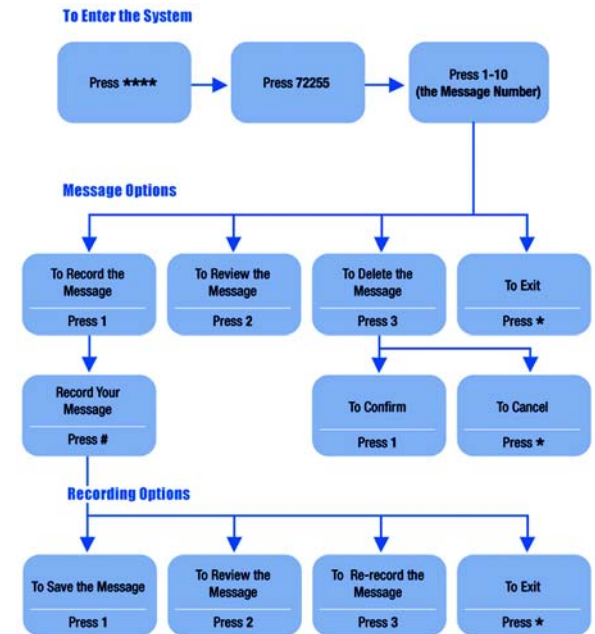 To Enter the System
Press ****
Press 72255
Press 1-10
(the Message Number)
Message Options
To Record the
Message
Press 1
To Review the
Message
Press 2
To Delete the
Message
Press 3
To Exit
Press *
Record Your
Message
Press #
To Confirm
Press 1
To Cancel
Press *
Recording Options
To Save the Message
Press 1
To Review the
Message
Press 2
To Re-record the
Message
Press 3
To Exit
Press *